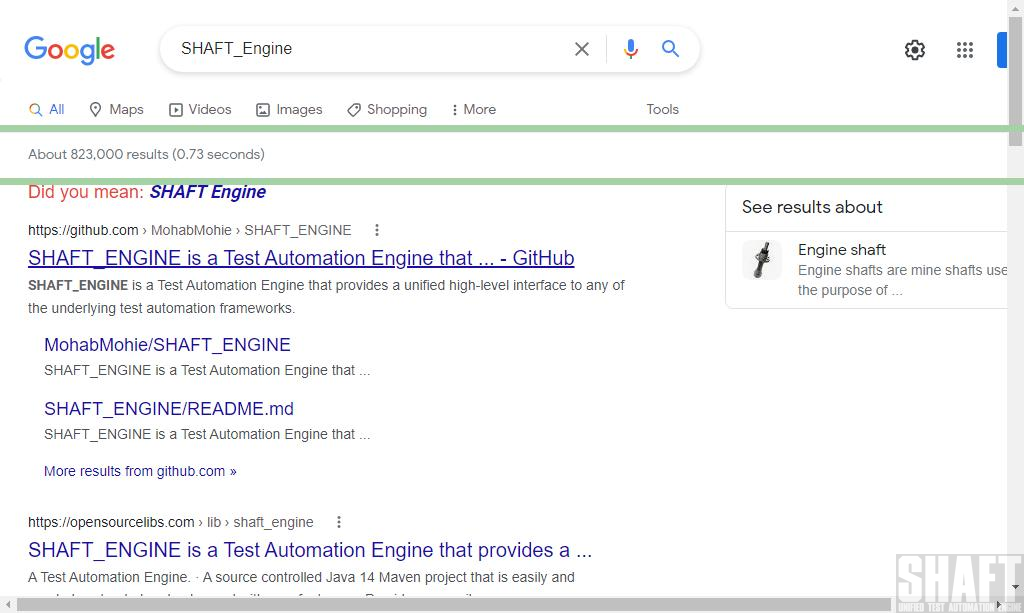 Google
SHAFT_Engine
All Maps Videos Images Shopping More Tools
About 823,000 results (0.73 seconds)
Did you mean: SHAFT Engine
https://github.com › MohabMohie › SHAFT_ENGINE
SHAFT_ENGINE is a Test Automation Engine that ... - GitHub
SHAFT_ENGINE is a Test Automation Engine that provides a unified high-level interface to any of
the underlying test automation frameworks.
MohabMohie/SHAFT_ENGINE
SHAFT_ENGINE is a Test Automation Engine that ...
SHAFT_ENGINE/README.md
SHAFT_ENGINE is a Test Automation Engine that ...
More results from github.com »
https://opensourcelibs.com › lib › shaft_engine
SHAFT_ENGINE is a Test Automation Engine that provides a ...
A Test Automation Engine. · A source controlled Java 14 Maven project that is easily and
See results about
Engine shaft
Engine shafts are mine shafts use
the purpose of ...
SHAFT
UNIFIED TEST AUTOMATION